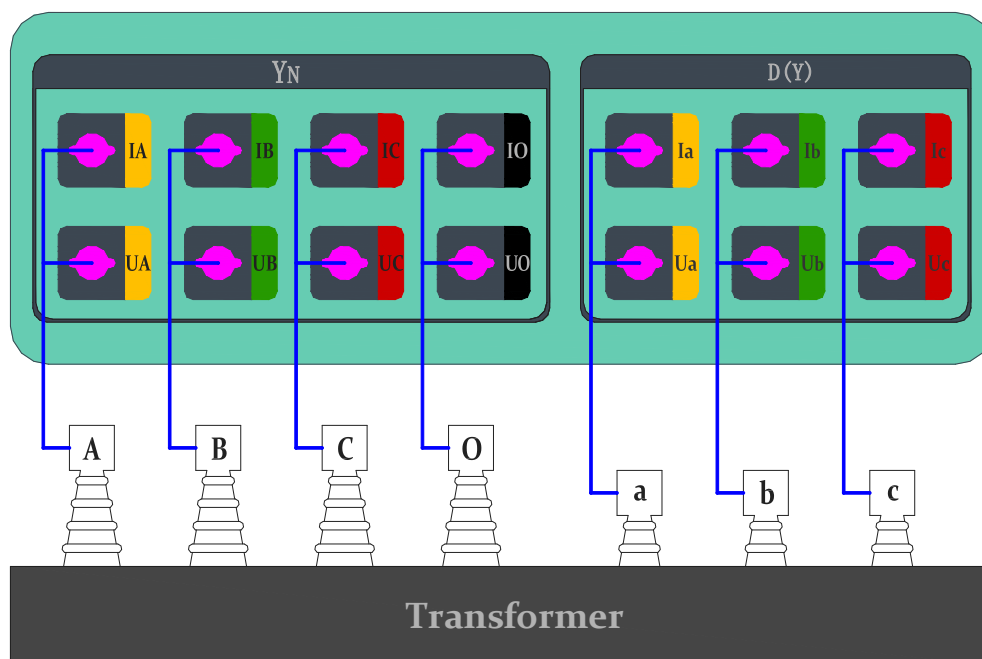 YN
D(Y)
IA IB IC IO Ia Ib Ic
UA UB UC UO Ua Ub Uc
A B C O
a b c
Transformer